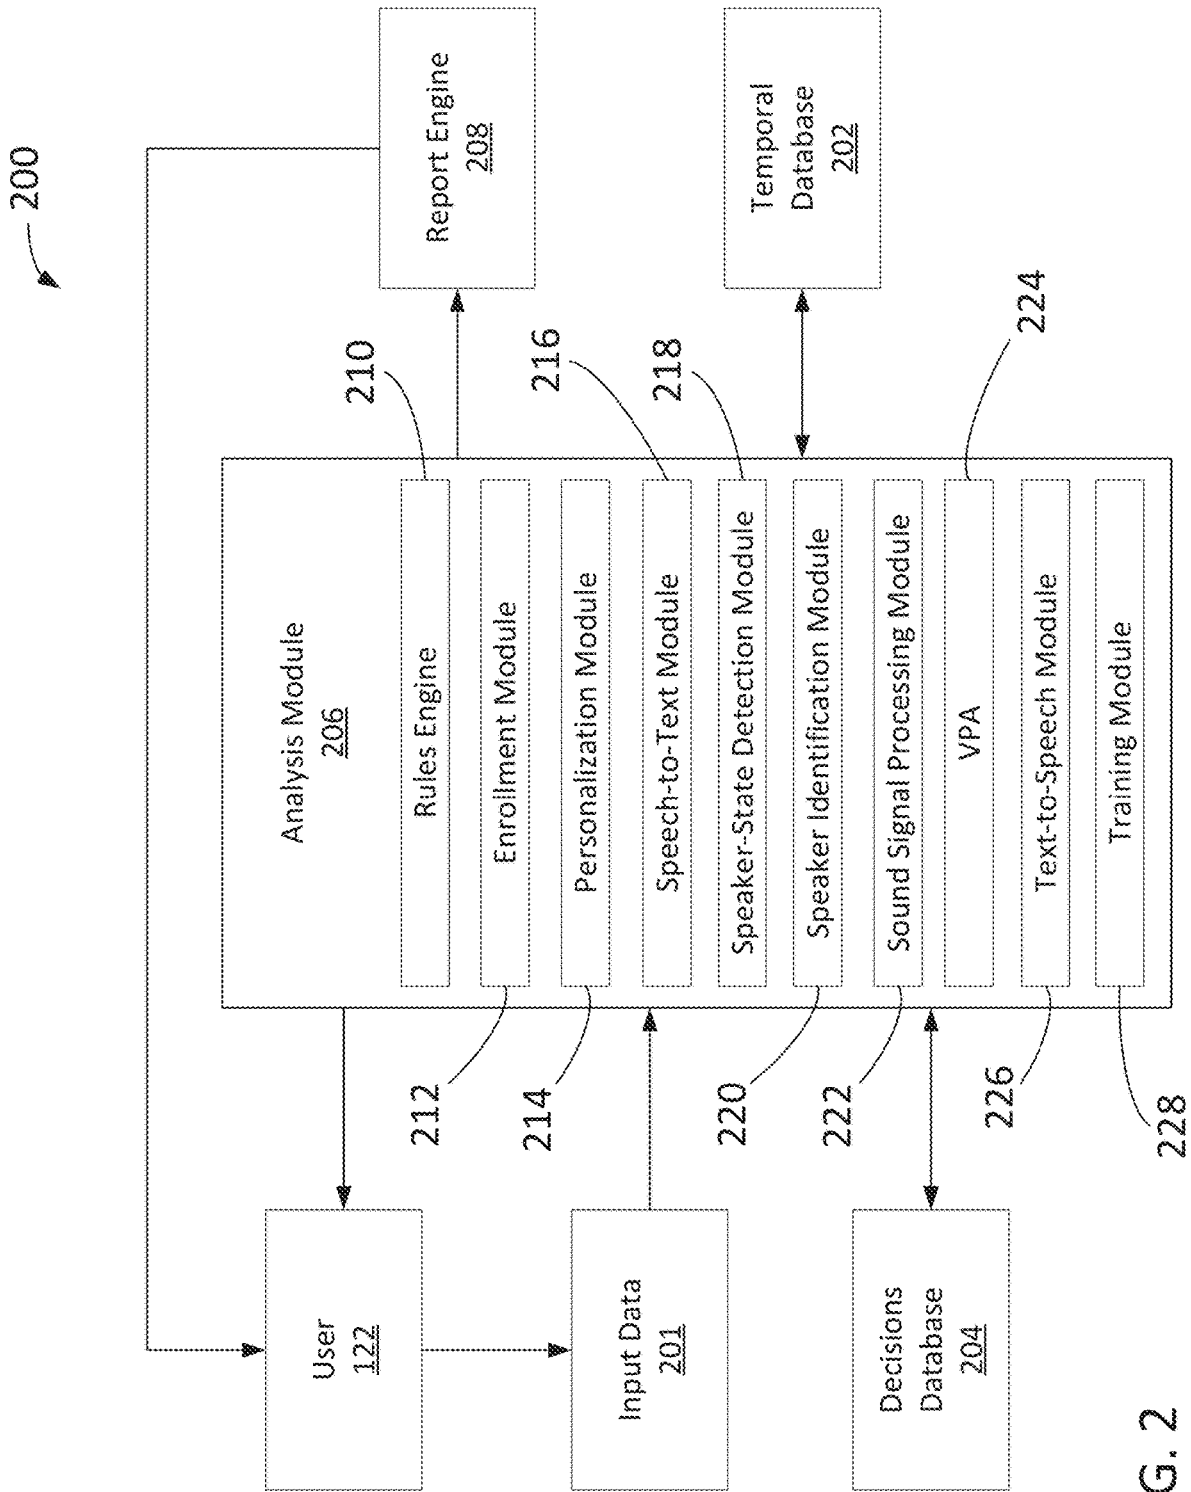 200
User
122
Input Data
201
Decisions
Database
204
Analysis Module
206
Rules Engine
Enrollment Module
Personalization Module
Speech-to-Text Module
Speaker-State Detection Module
Speaker Identification Module
Sound Signal Processing Module
VPA
Text-to-Speech Module
Training Module
212
214
220
222
226
228
210
216
218
224
Report Engine
208
Temporal
Database
202
G. 2